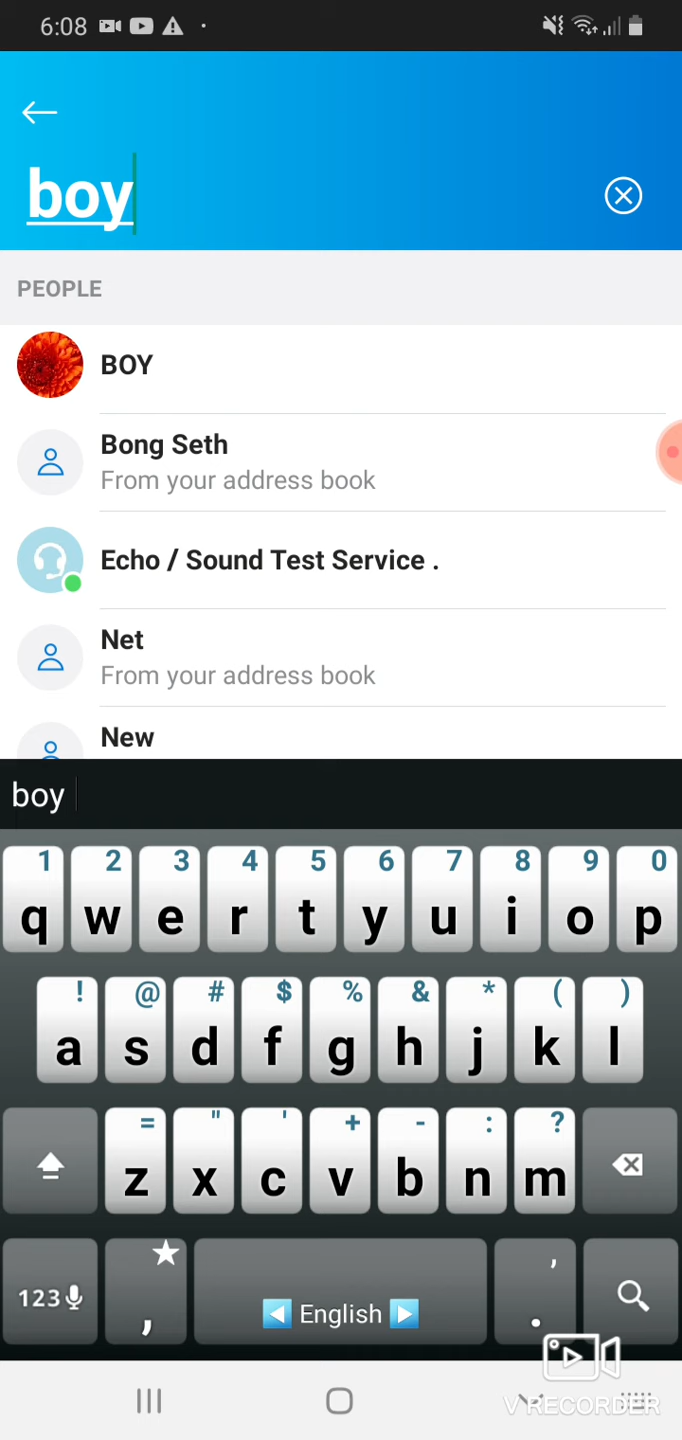 6:08
boy
PEOPLE
BOY
Bong Seth
From your address book
Echo / Sound Test Service .
Net
From your address book
New
boy
1 2 3 4 5 6 7 8 9 0
q w e r t y u i o p
! @ # $ % & * ( )
a s d f g h j k l
= " ' + - : ?
z x c v b n m
123 , English . ,
V RECORDER